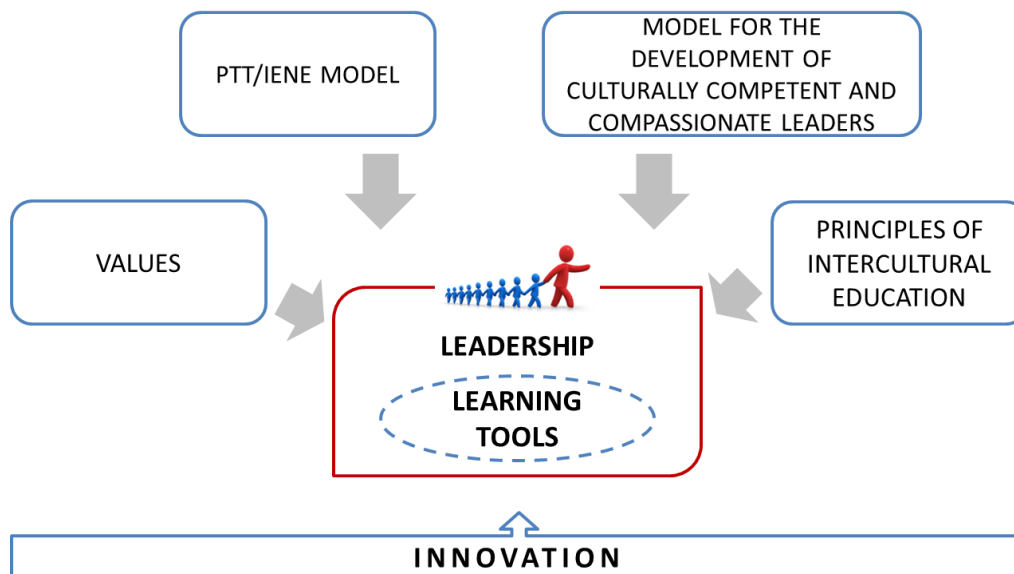 PTT/IENE MODEL
MODEL FOR THE
DEVELOPMENT OF
CULTURALLY COMPETENT AND
COMPASSIONATE LEADERS
VALUES
PRINCIPLES OF
INTERCULTURAL
EDUCATION
LEADERSHIP
LEARNING
TOOLS
INNOVATION